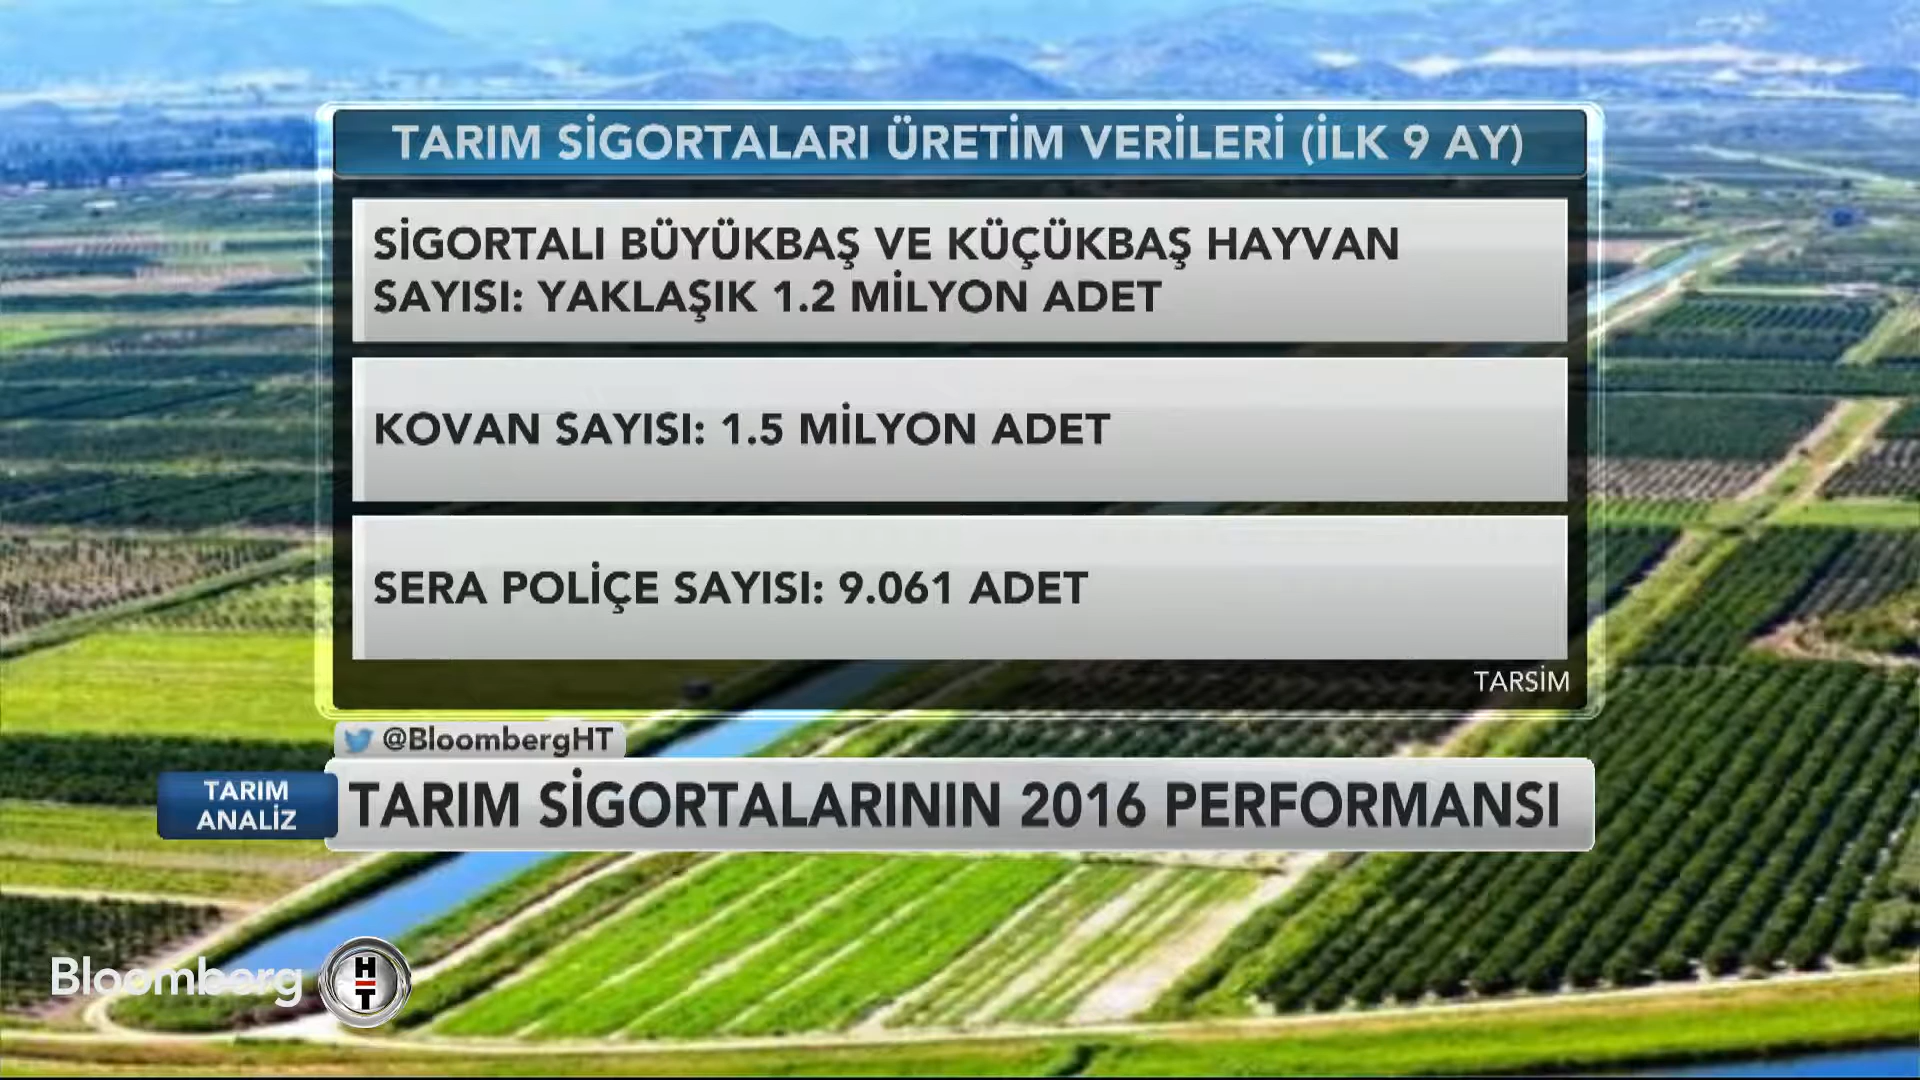 TARIM SİGORTALARI ÜRETİM VERİLERİ (İLK 9 AY)
SİGORTALI BÜYÜKBAŞ VE KÜÇÜKBAŞ HAYVAN
SAYISI: YAKLAŞIK 1.2 MİLYON ADET
KOVAN SAYISI: 1.5 MİLYON ADET
SERA POLİÇE SAYISI: 9.061 ADET
TARSİM
@BloombergHT
TARIM
ANALİZ
TARIM SİGORTALARININ 2016 PERFORMANSI
Bloomberg HT